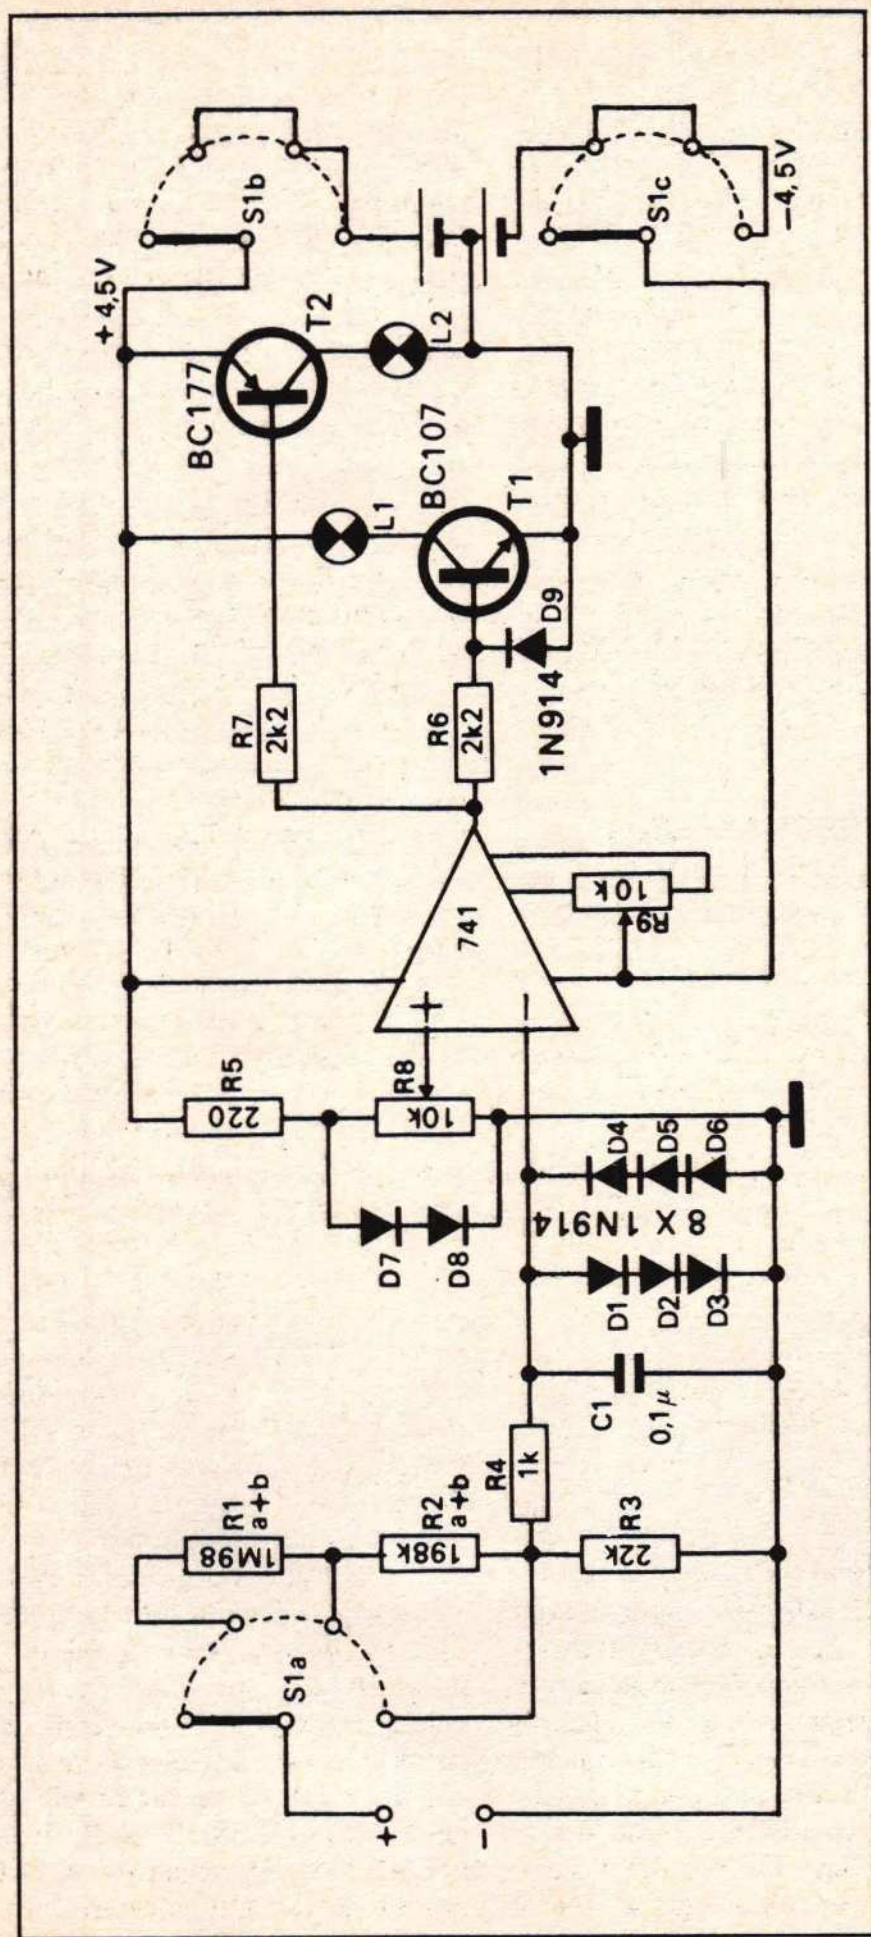 +
-
S1a
R1
a+b
1M98
R2
a+b
198k
R3
22k
R4
1k
C1
0,1μ
D1
D2
D3
8 X 1N914
D4
D5
D6
D7
D8
R5
220
R8
10k
+
-
741
R9
10k
R7
2k2
R6
2k2
1N914
D9
L1
BC107
T1
BC177
T2
L2
+4,5V
S1b
S1c
-4,5V